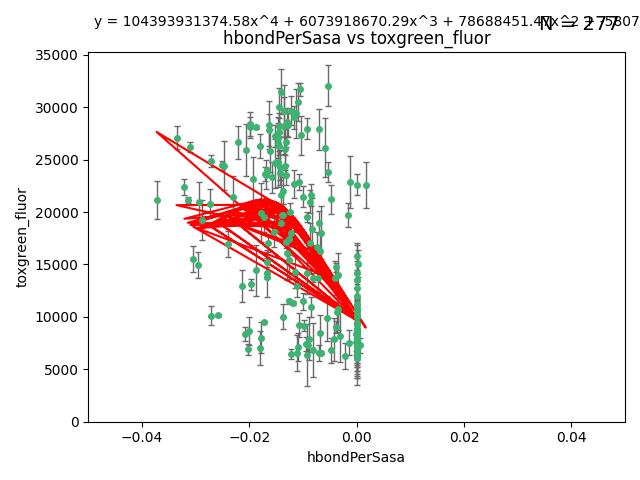 y = 104393931374.58x^4 + 6073918670.29x^3 + 78688451.47x^2 +
N = 277
hbondPerSasa vs toxgreen_fluor
35000
30000
25000
20000
15000
10000
5000
0
toxgreen_fluor
−0.04
−0.02
0.00
0.02
0.04
hbondPerSasa